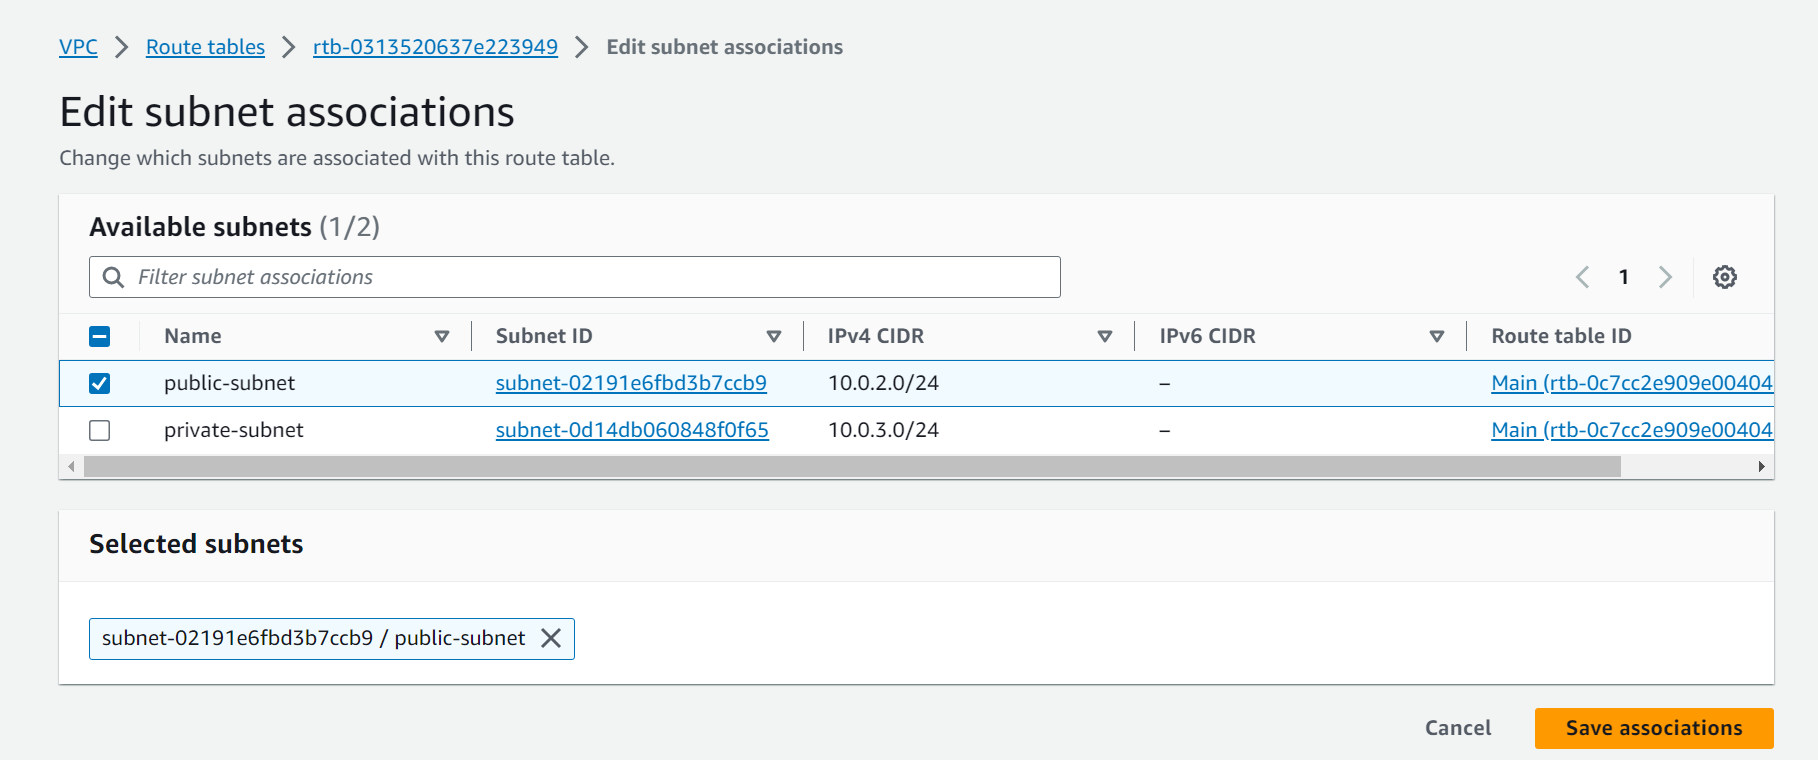 VPC Route tables rtb-0313520637e223949 Edit subnet associations
Edit subnet associations
Change which subnets are associated with this route table.
Available subnets (1/2)
Filter subnet associations 1
Name Subnet ID IPv4 CIDR IPv6 CIDR Route table ID
public-subnet subnet-02191e6fbd3b7ccb9 10.0.2.0/24 – Main (rtb-0c7cc2e909e00404
private-subnet subnet-0d14db060848f0f65 10.0.3.0/24 – Main (rtb-0c7cc2e909e00404
Selected subnets
subnet-02191e6fbd3b7ccb9 / public-subnet
Cancel Save associations